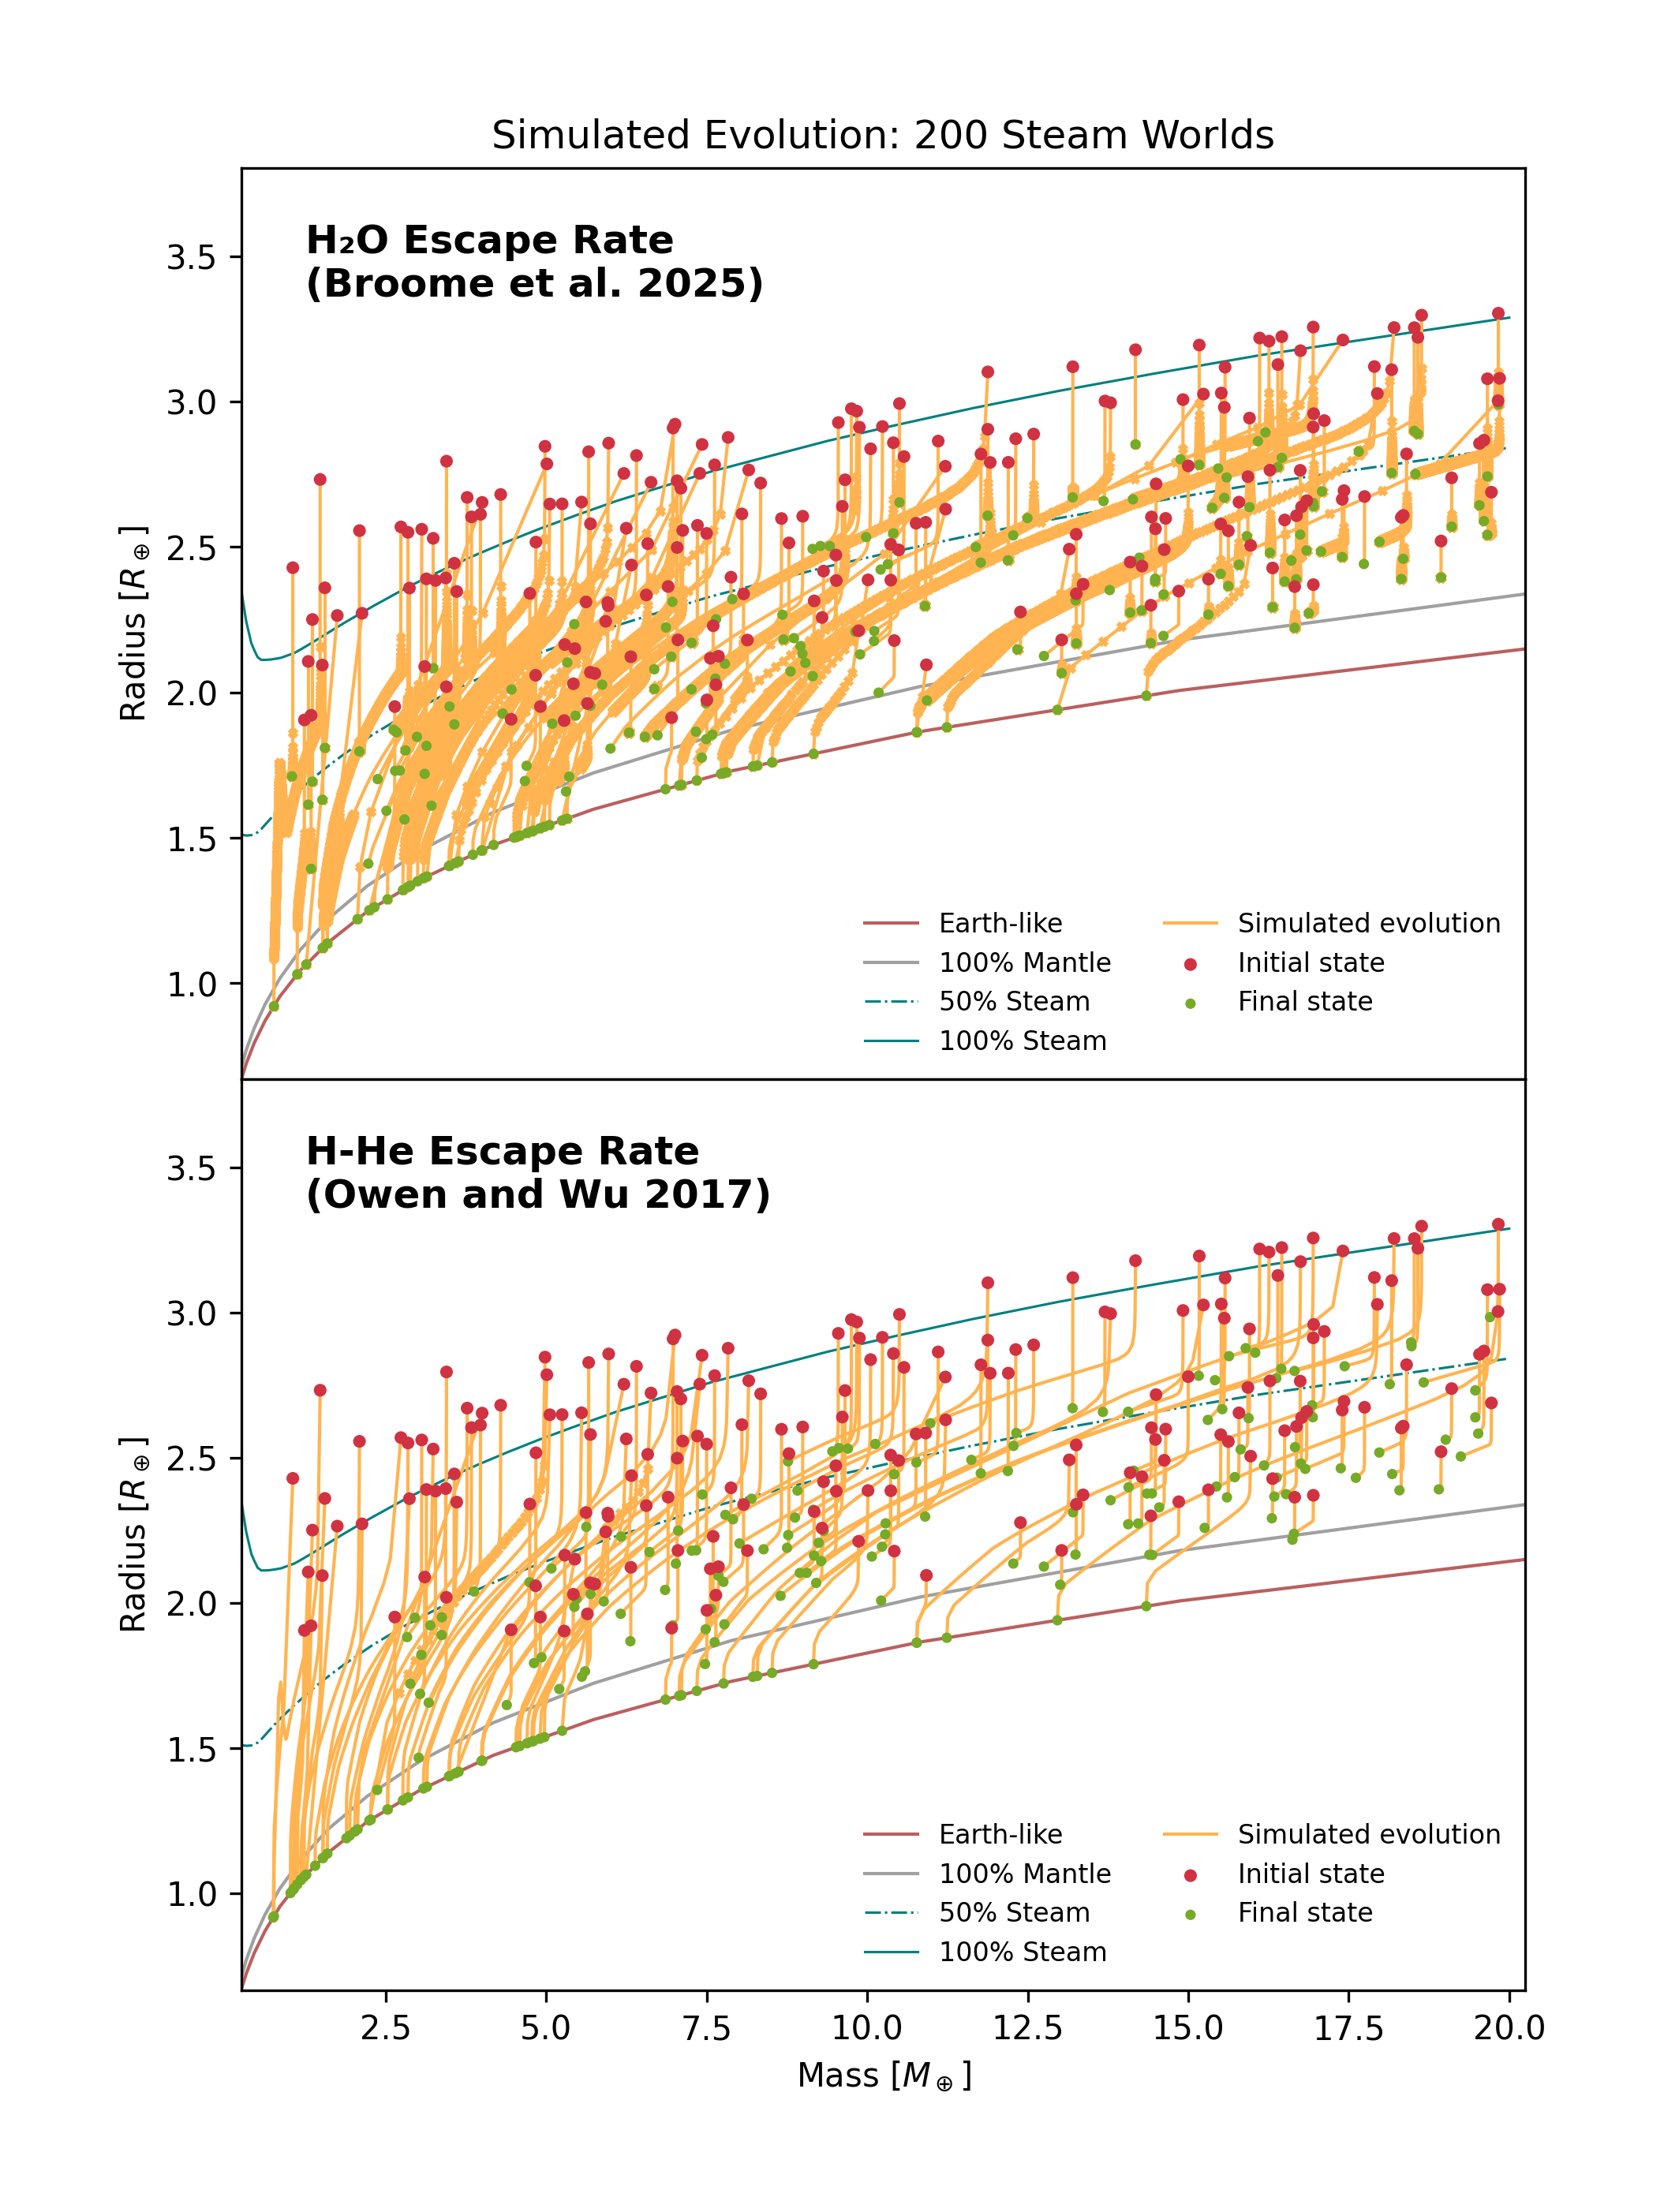 Simulated Evolution: 200 Steam Worlds
H₂O Escape Rate
(Broome et al. 2025)
3.5
3.0
2.5
2.0
1.5
1.0
Radius [R⊕]
Earth-like
100% Mantle
50% Steam
100% Steam
Simulated evolution
Initial state
Final state
H-He Escape Rate
(Owen and Wu 2017)
3.5
3.0
2.5
2.0
1.5
1.0
Radius [R⊕]
Earth-like
100% Mantle
50% Steam
100% Steam
Simulated evolution
Initial state
Final state
2.5 5.0 7.5 10.0 12.5 15.0 17.5 20.0
Mass [M⊕]